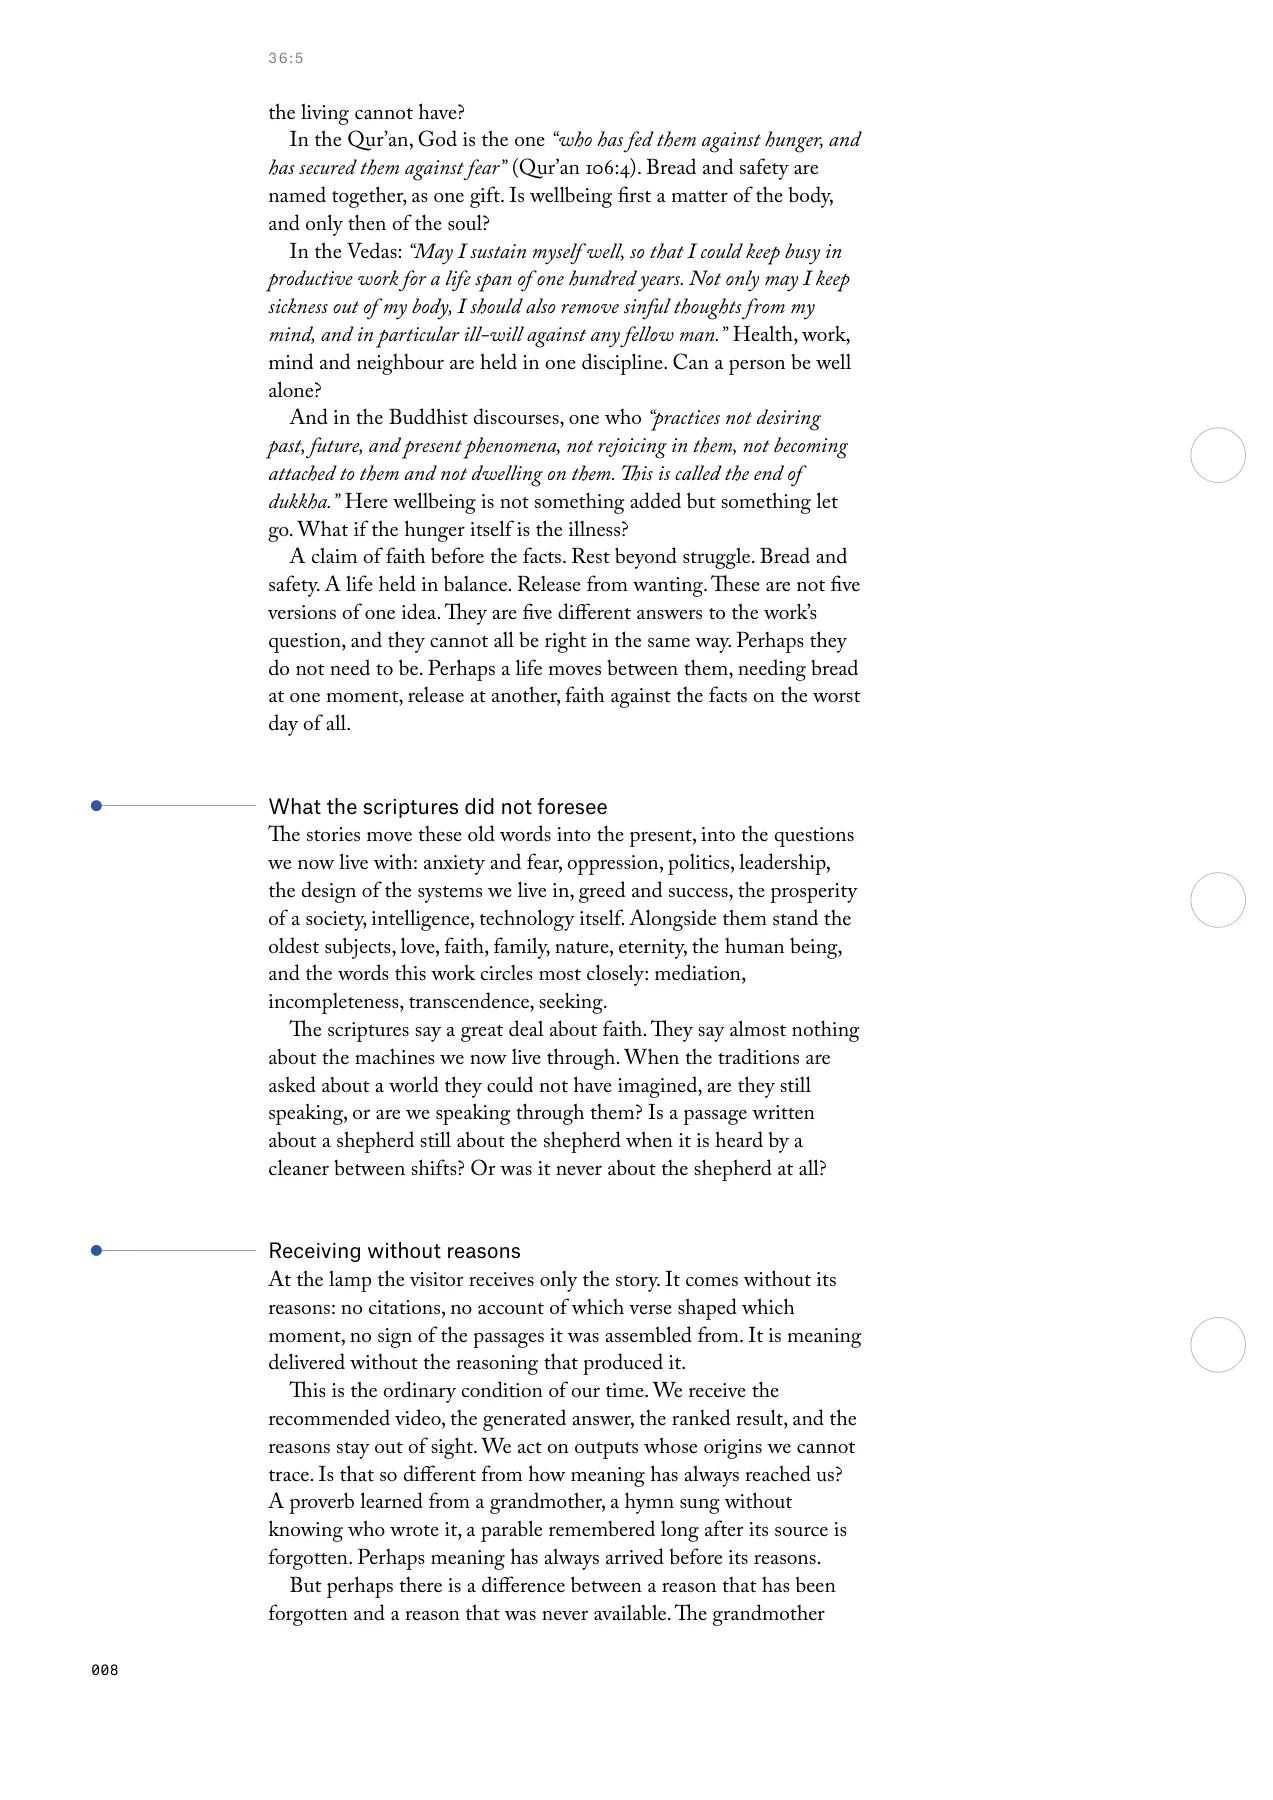 36:5
the living cannot have?
In the Qur’an, God is the one “who has fed them against hunger, and
has secured them against fear” (Qur’an 106:4). Bread and safety are
named together, as one gift. Is wellbeing first a matter of the body,
and only then of the soul?
In the Vedas: “May I sustain myself well, so that I could keep busy in
productive work for a life span of one hundred years. Not only may I keep
sickness out of my body, I should also remove sinful thoughts from my
mind, and in particular ill-will against any fellow man.” Health, work,
mind and neighbour are held in one discipline. Can a person be well
alone?
And in the Buddhist discourses, one who “practices not desiring
past, future, and present phenomena, not rejoicing in them, not becoming
attached to them and not dwelling on them. This is called the end of
dukkha.” Here wellbeing is not something added but something let
go. What if the hunger itself is the illness?
A claim of faith before the facts. Rest beyond struggle. Bread and
safety. A life held in balance. Release from wanting. These are not five
versions of one idea. They are five different answers to the work’s
question, and they cannot all be right in the same way. Perhaps they
do not need to be. Perhaps a life moves between them, needing bread
at one moment, release at another, faith against the facts on the worst
day of all.
What the scriptures did not foresee
The stories move these old words into the present, into the questions
we now live with: anxiety and fear, oppression, politics, leadership,
the design of the systems we live in, greed and success, the prosperity
of a society, intelligence, technology itself. Alongside them stand the
oldest subjects, love, faith, family, nature, eternity, the human being,
and the words this work circles most closely: mediation,
incompleteness, transcendence, seeking.
The scriptures say a great deal about faith. They say almost nothing
about the machines we now live through. When the traditions are
asked about a world they could not have imagined, are they still
speaking, or are we speaking through them? Is a passage written
about a shepherd still about the shepherd when it is heard by a
cleaner between shifts? Or was it never about the shepherd at all?
Receiving without reasons
At the lamp the visitor receives only the story. It comes without its
reasons: no citations, no account of which verse shaped which
moment, no sign of the passages it was assembled from. It is meaning
delivered without the reasoning that produced it.
This is the ordinary condition of our time. We receive the
recommended video, the generated answer, the ranked result, and the
reasons stay out of sight. We act on outputs whose origins we cannot
trace. Is that so different from how meaning has always reached us?
A proverb learned from a grandmother, a hymn sung without
knowing who wrote it, a parable remembered long after its source is
forgotten. Perhaps meaning has always arrived before its reasons.
But perhaps there is a difference between a reason that has been
forgotten and a reason that was never available. The grandmother
008